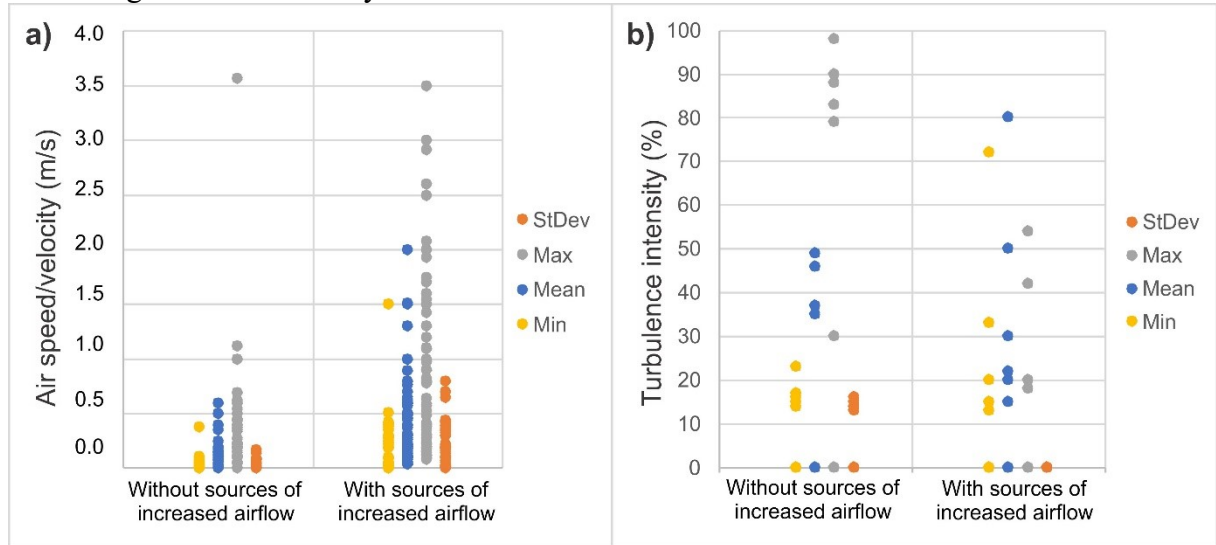 a)
Air speed/velocity (m/s)
4.0
3.5
3.0
2.5
2.0
1.5
1.0
0.5
0.0
Without sources of
increased airflow
With sources of
increased airflow
StDev
Max
Mean
Min
b)
Turbulence intensity (%)
100
90
80
70
60
50
40
30
20
10
0
Without sources of
increased airflow
With sources of
increased airflow
StDev
Max
Mean
Min